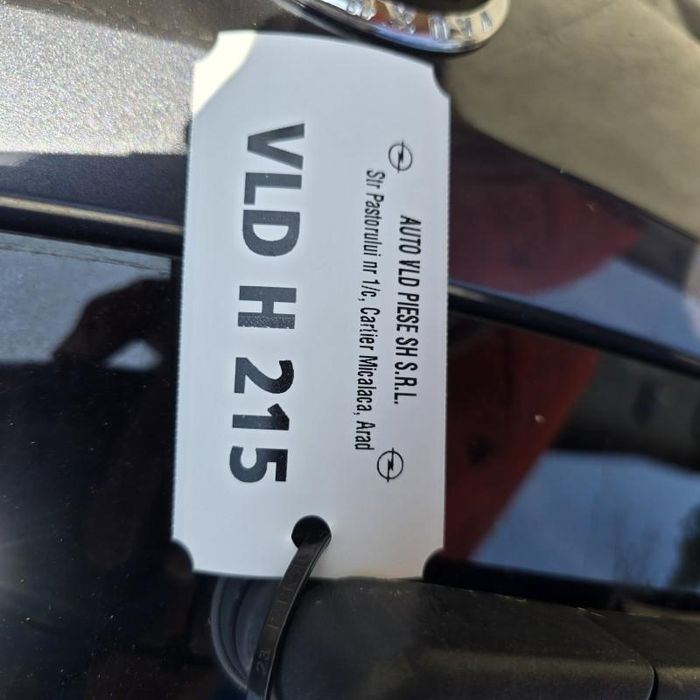 AUTO VLD PIESE SH S.R.L.
Str Pastorului nr 1/c, Cartier Micalaca, Arad
VLD H 215